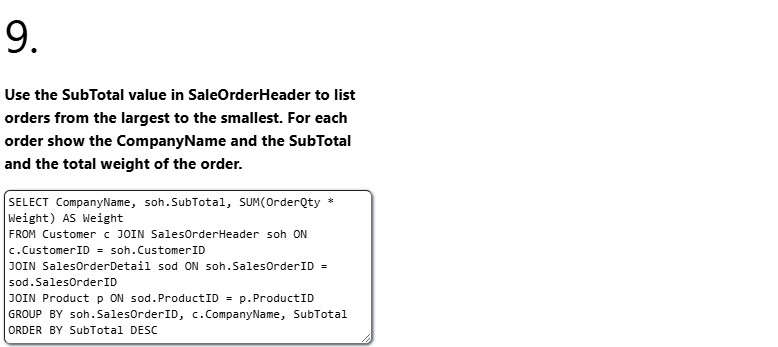 9.
Use the SubTotal value in SaleOrderHeader to list
orders from the largest to the smallest. For each
order show the CompanyName and the SubTotal
and the total weight of the order.
SELECT CompanyName, soh.SubTotal, SUM(OrderQty *
Weight) AS Weight
FROM Customer c JOIN SalesOrderHeader soh ON
c.CustomerID = soh.CustomerID
JOIN SalesOrderDetail sod ON soh.SalesOrderID =
sod.SalesOrderID
JOIN Product p ON sod.ProductID = p.ProductID
GROUP BY soh.SalesOrderID, c.CompanyName, SubTotal
ORDER BY SubTotal DESC